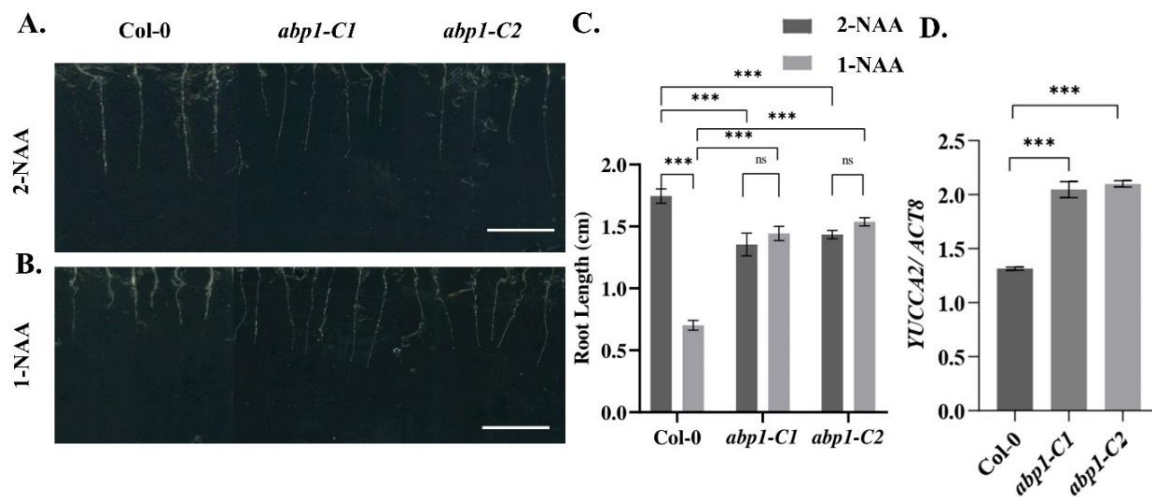 A.
Col-0 abp1-C1 abp1-C2
2-NAA
B.
1-NAA
C.
2-NAA
1-NAA
***
***
***
***
***
ns
ns
2.0
1.5
1.0
0.5
0.0
Root Length (cm)
Col-0 abp1-C1 abp1-C2
D.
***
***
2.5
2.0
1.5
1.0
0.5
0.0
YUCCA2/ ACT8
Col-0
abp1-C1
abp1-C2